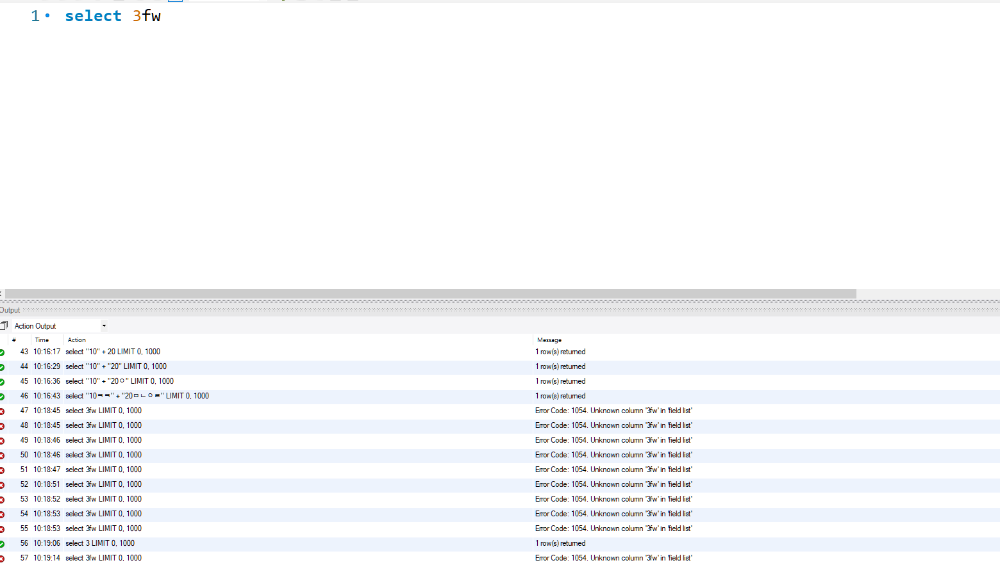 1 select 3fw
Output
Action Output
# Time Action Message
43 10:16:17 select "10" + 20 LIMIT 0, 1000 1 row(s) returned
44 10:16:29 select "10" + "20" LIMIT 0, 1000 1 row(s) returned
45 10:16:36 select "10" + "20ㅇ" LIMIT 0, 1000 1 row(s) returned
46 10:16:43 select "10ㅋㅋ" + "20ㅁㄴㅇㄹ" LIMIT 0, 1000 1 row(s) returned
47 10:18:45 select 3fw LIMIT 0, 1000 Error Code: 1054. Unknown column '3fw' in 'field list'
48 10:18:45 select 3fw LIMIT 0, 1000 Error Code: 1054. Unknown column '3fw' in 'field list'
49 10:18:46 select 3fw LIMIT 0, 1000 Error Code: 1054. Unknown column '3fw' in 'field list'
50 10:18:46 select 3fw LIMIT 0, 1000 Error Code: 1054. Unknown column '3fw' in 'field list'
51 10:18:47 select 3fw LIMIT 0, 1000 Error Code: 1054. Unknown column '3fw' in 'field list'
52 10:18:51 select 3fw LIMIT 0, 1000 Error Code: 1054. Unknown column '3fw' in 'field list'
53 10:18:52 select 3fw LIMIT 0, 1000 Error Code: 1054. Unknown column '3fw' in 'field list'
54 10:18:53 select 3fw LIMIT 0, 1000 Error Code: 1054. Unknown column '3fw' in 'field list'
55 10:18:53 select 3fw LIMIT 0, 1000 Error Code: 1054. Unknown column '3fw' in 'field list'
56 10:19:06 select 3 LIMIT 0, 1000 1 row(s) returned
57 10:19:14 select 3fw LIMIT 0, 1000 Error Code: 1054. Unknown column '3fw' in 'field list'